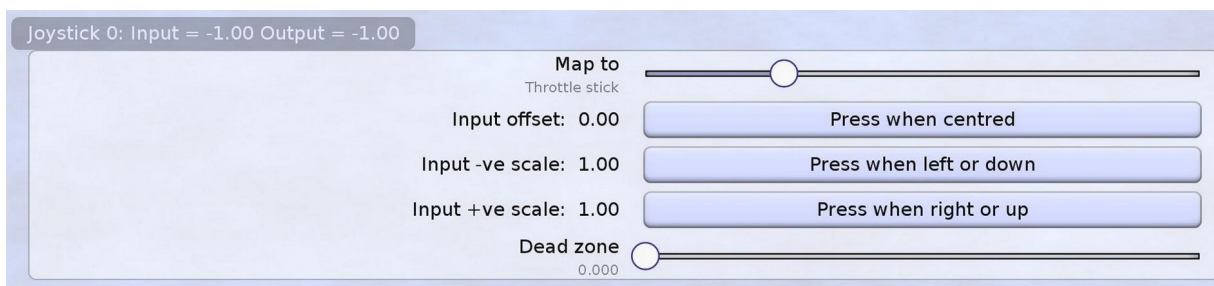 Joystick 0: Input = -1.00 Output = -1.00
Map to
Throttle stick
Input offset: 0.00 Press when centred
Input -ve scale: 1.00 Press when left or down
Input +ve scale: 1.00 Press when right or up
Dead zone
0.000